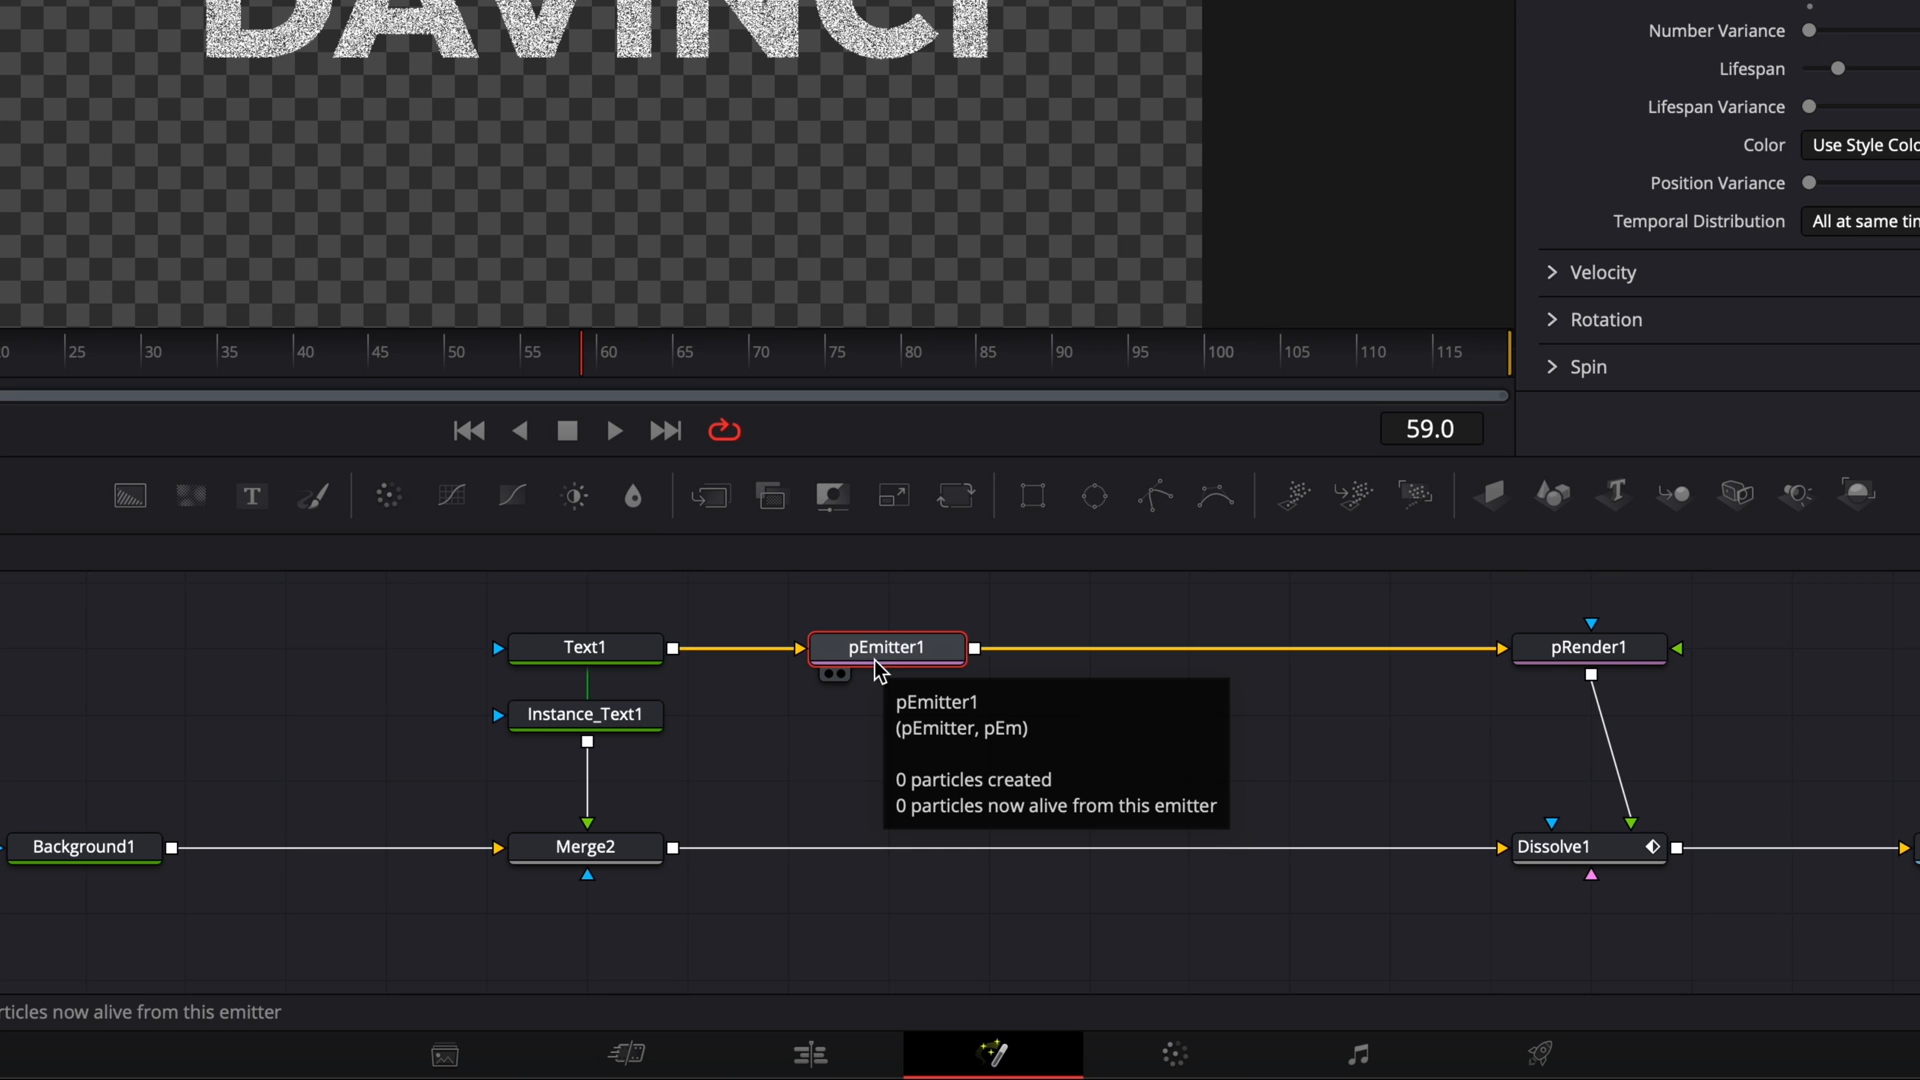 DAVINCI
Number Variance
Lifespan
Lifespan Variance
Color
Use Style Colo
Position Variance
Temporal Distribution
All at same tim
Velocity
Rotation
Spin
0 25 30 35 40 45 50 55 60 65 70 75 80 85 90 95 100 105 110 115
59.0
T
T
Text1
pEmitter1
pRender1
Instance_Text1
pEmitter1
(pEmitter, pEm)
0 particles created
0 particles now alive from this emitter
Background1
Merge2
Dissolve1
rticles now alive from this emitter